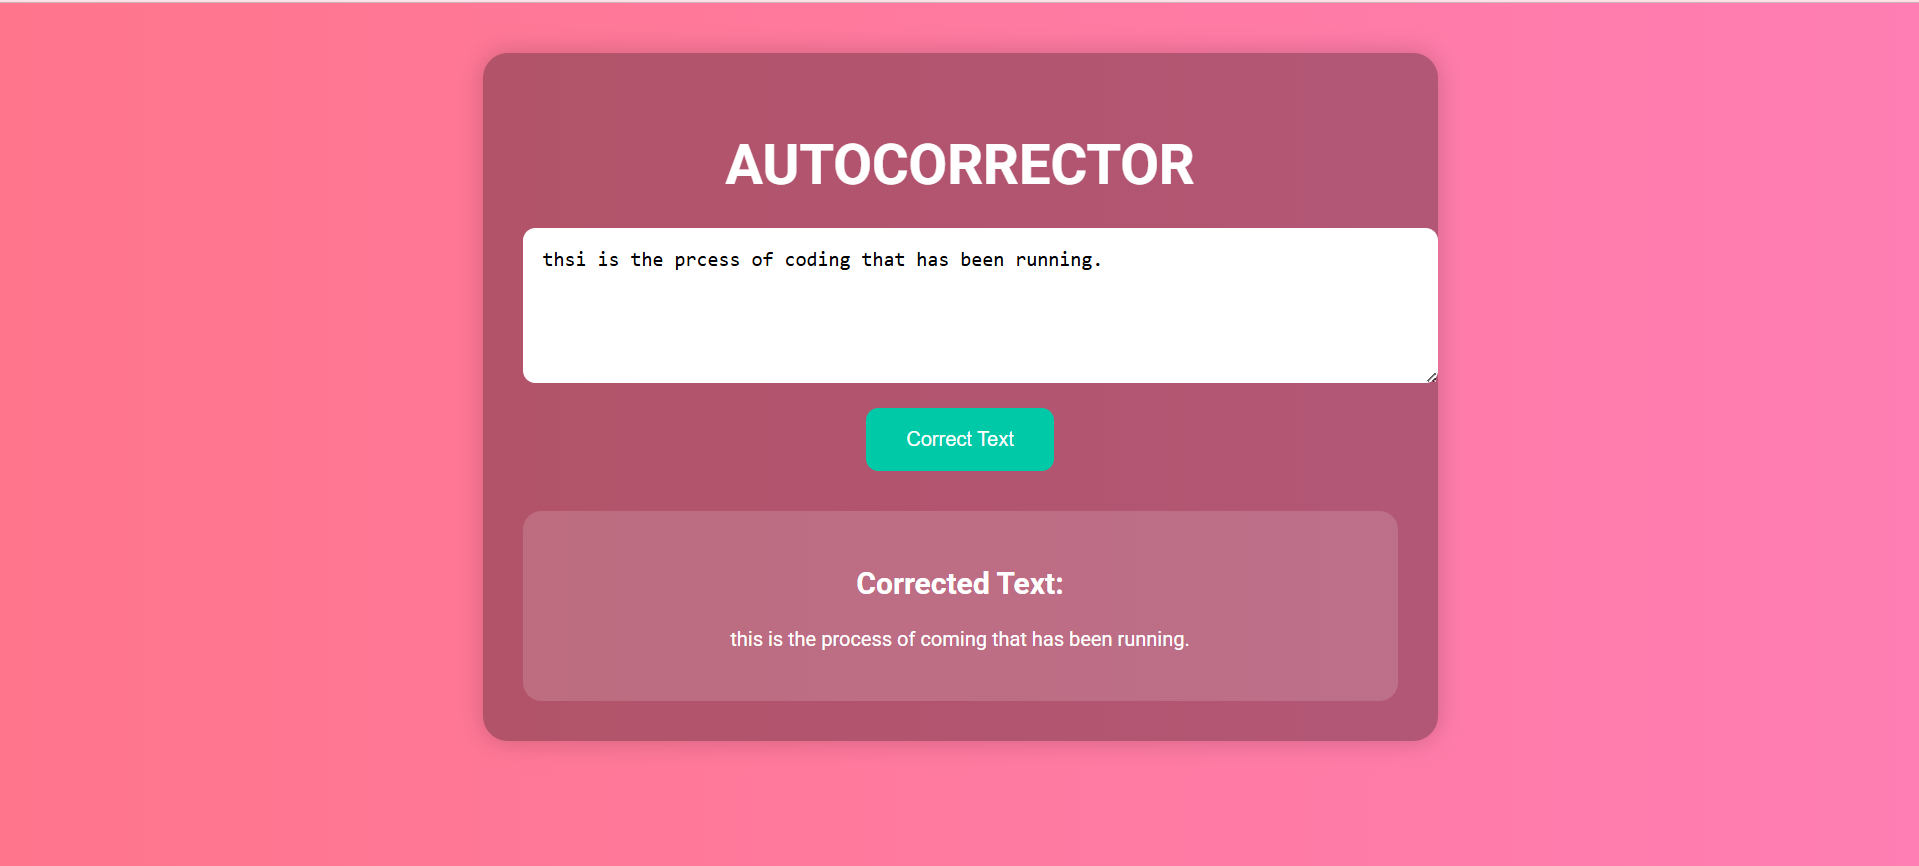 AUTOCORRECTOR
thsi is the prcess of coding that has been running.
Correct Text
Corrected Text:
this is the process of coming that has been running.